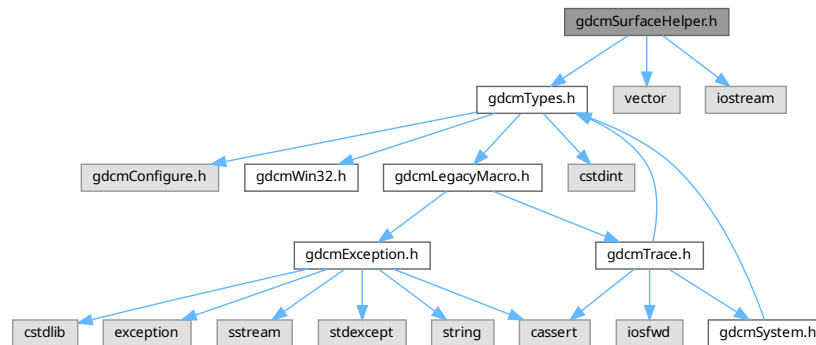 gdcmSurfaceHelper.h
gdcmTypes.h
vector
iostream
gdcmConfigure.h
gdcmWin32.h
gdcmLegacyMacro.h
cstdint
gdcmException.h
gdcmTrace.h
cstdlib
exception
sstream
stdexcept
string
cassert
iosfwd
gdcmSystem.h